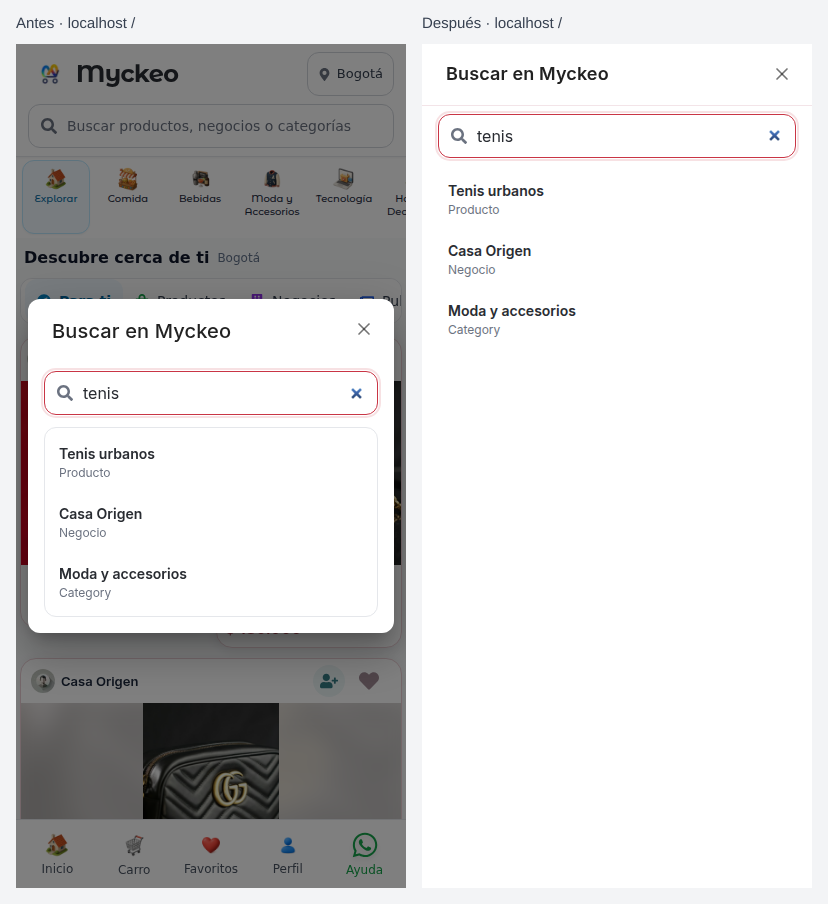 Antes · localhost /
Myckeo
Bogotá
Buscar productos, negocios o categorías
Explorar
Comida
Bebidas
Moda y
Accesorios
Tecnología
Descubre cerca de ti Bogotá
Buscar en Myckeo
tenis
Tenis urbanos
Producto
Casa Origen
Negocio
Moda y accesorios
Category
Casa Origen
Inicio
Carro
Favoritos
Perfil
Ayuda
Después · localhost /
Buscar en Myckeo
tenis
Tenis urbanos
Producto
Casa Origen
Negocio
Moda y accesorios
Category